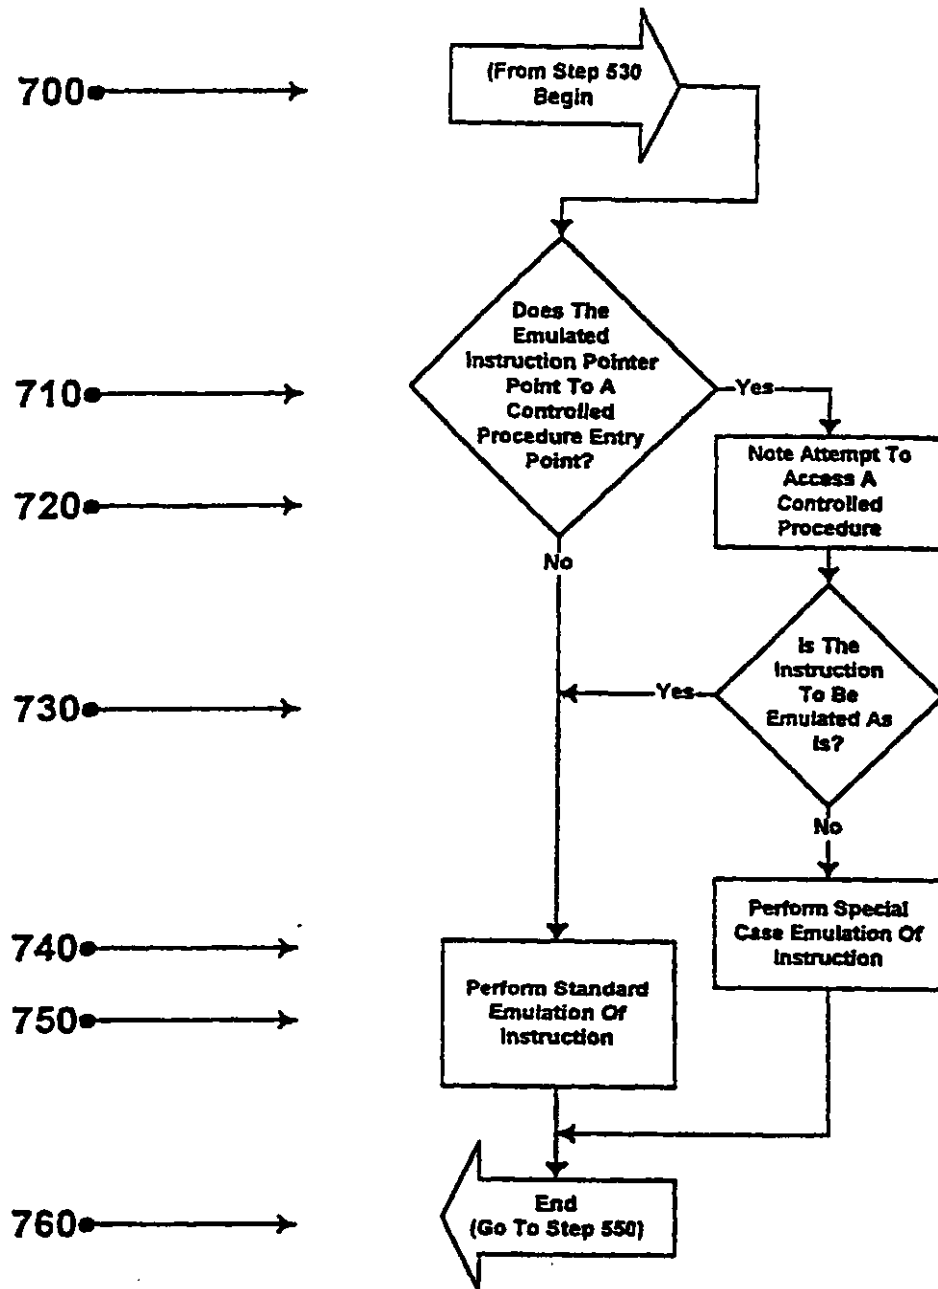 700
(From Step 530
Begin
Does The
Emulated
Instruction Pointer
Point To A
Controlled
Procedure Entry
Point?
710
Yes
Note Attempt To
Access A
Controlled
Procedure
720
No
Is The
Instruction
To Be
Emulated As
Is?
730
Yes
No
Perform Special
Case Emulation Of
Instruction
740
Perform Standard
Emulation Of
Instruction
750
End
(Go To Step 550)
760